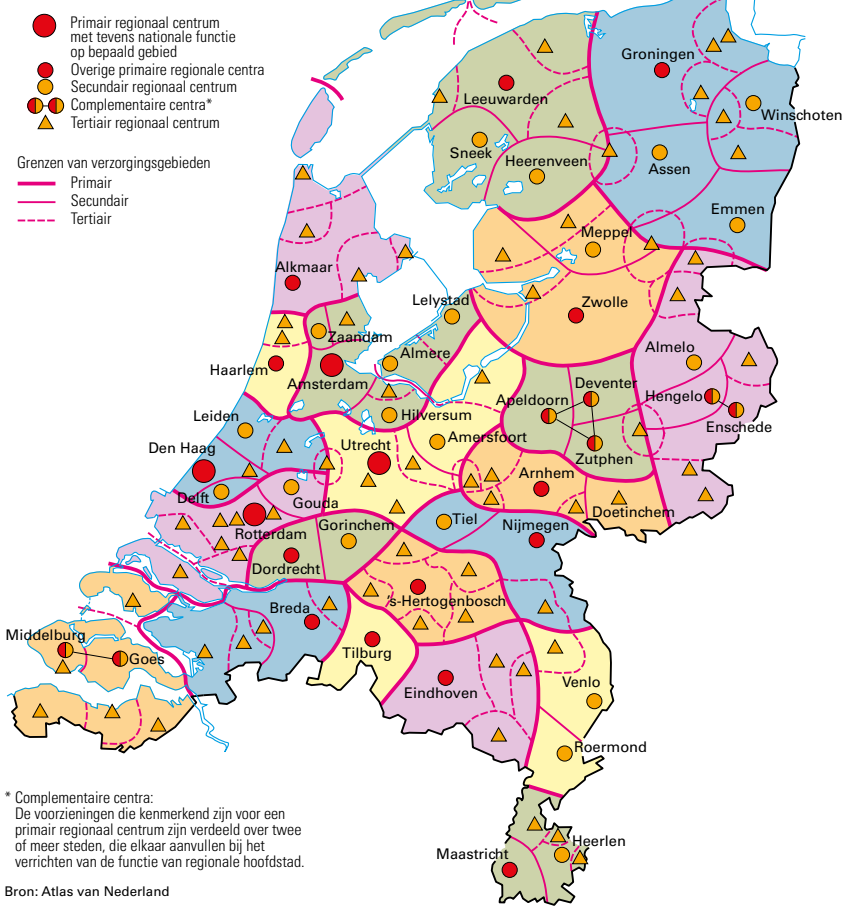 Primair regionaal centrum
met tevens nationale functie
op bepaald gebied
Overige primaire regionale centra
Secundair regionaal centrum
Complementaire centra*
Tertiair regionaal centrum
Grenzen van verzorgingsgebieden
Primair
Secundair
Tertiair
Groningen
Leeuwarden
Winschoten
Sneek
Heerenveen
Assen
Emmen
Meppel
Alkmaar
Lelystad
Zwolle
Zaandam
Almere
Almelo
Haarlem
Amsterdam
Deventer
Apeldoorn
Hengelo
Leiden
Hilversum
Enschede
Utrecht
Amersfoort
Den Haag
Zutphen
Arnhem
Delft
Gouda
Doetinchem
Rotterdam
Gorinchem
Tiel
Nijmegen
Dordrecht
Breda
's-Hertogenbosch
Middelburg
Goes
Tilburg
Venlo
Eindhoven
Roermond
* Complementaire centra:
De voorzieningen die kenmerkend zijn voor een
primair regionaal centrum zijn verdeeld over twee
of meer steden, die elkaar aanvullen bij het
verrichten van de functie van regionale hoofdstad.
Heerlen
Maastricht
Bron: Atlas van Nederland